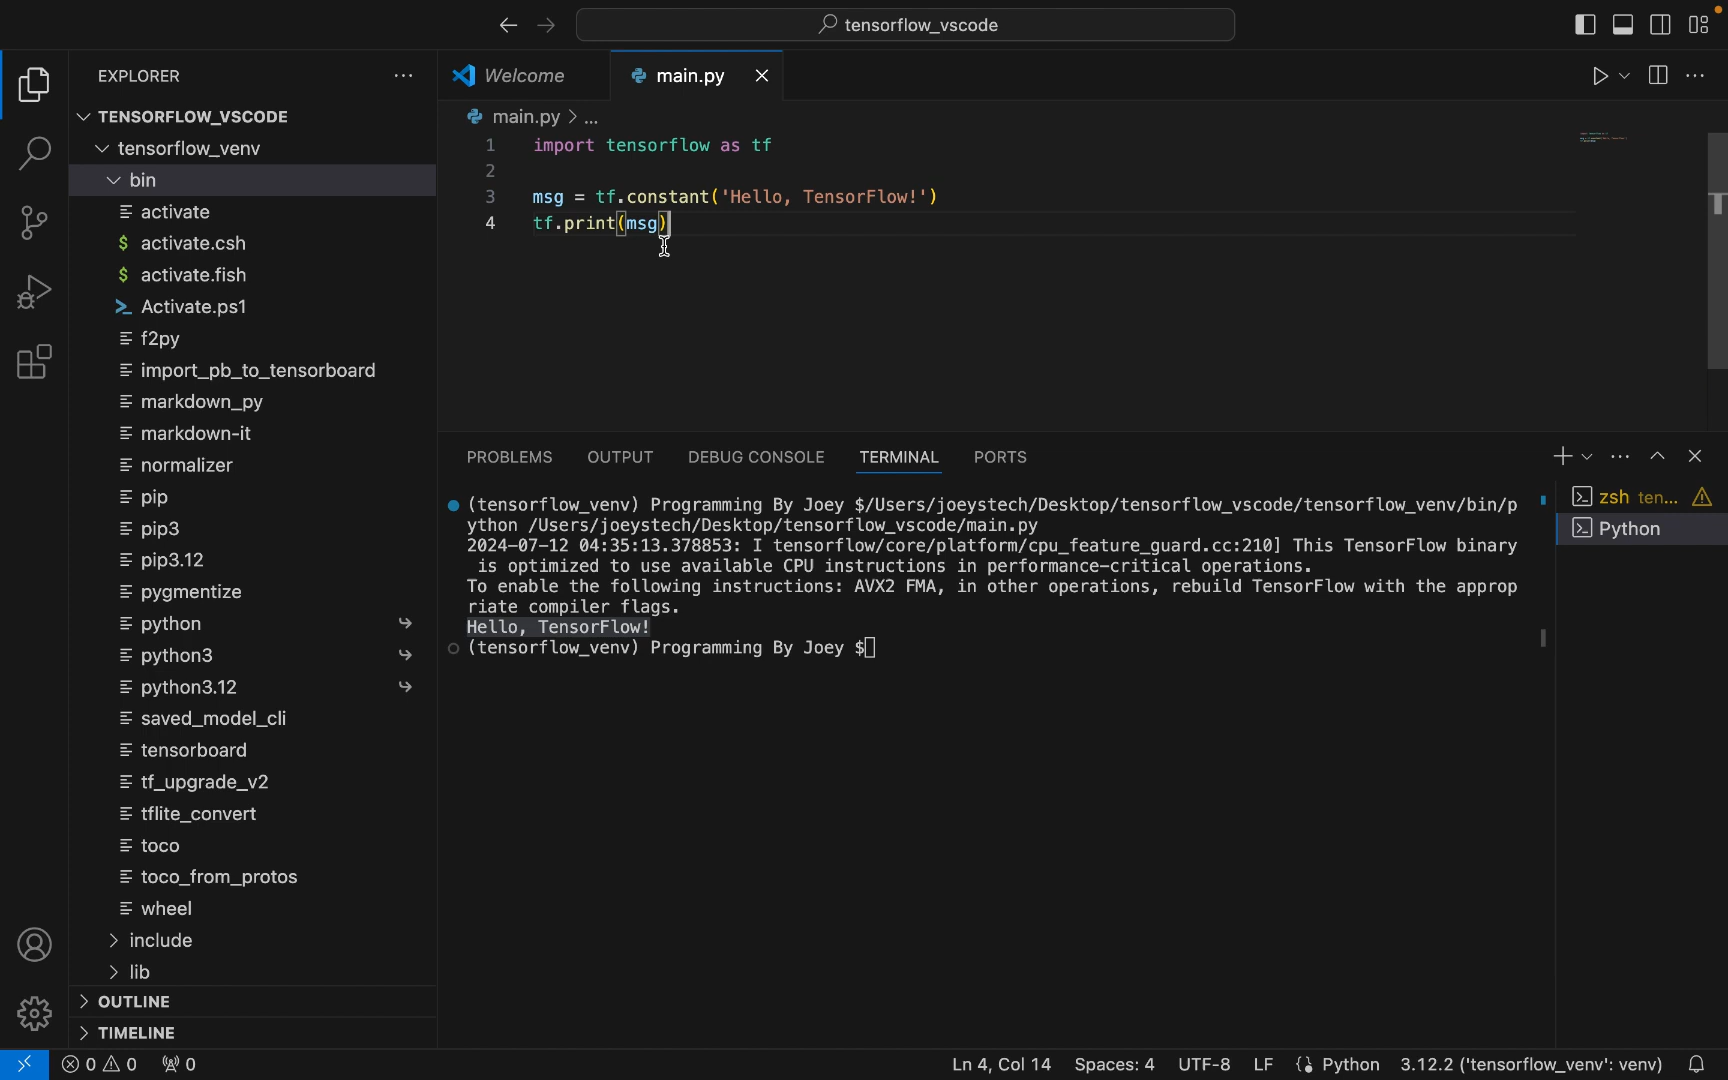 tensorflow_vscode
EXPLORER
Welcome
main.py
TENSORFLOW_VSCODE
main.py > ...
tensorflow_venv
bin
activate
activate.csh
activate.fish
Activate.ps1
f2py
import_pb_to_tensorboard
markdown_py
markdown-it
normalizer
pip
pip3
pip3.12
pygmentize
python
python3
python3.12
saved_model_cli
tensorboard
tf_upgrade_v2
tflite_convert
toco
toco_from_protos
wheel
include
lib
OUTLINE
TIMELINE
1 import tensorflow as tf
2
3 msg = tf.constant('Hello, TensorFlow!')
4 tf.print(msg)
PROBLEMS OUTPUT DEBUG CONSOLE TERMINAL PORTS
(tensorflow_venv) Programming By Joey $/Users/joeystech/Desktop/tensorflow_vscode/tensorflow_venv/bin/p
ython /Users/joeystech/Desktop/tensorflow_vscode/main.py
2024-07-12 04:35:13.378853: I tensorflow/core/platform/cpu_feature_guard.cc:210] This TensorFlow binary
is optimized to use available CPU instructions in performance-critical operations.
To enable the following instructions: AVX2 FMA, in other operations, rebuild TensorFlow with the approp
riate compiler flags.
Hello, TensorFlow!
(tensorflow_venv) Programming By Joey $
zsh ten...
Python
0 0 0 Ln 4, Col 14 Spaces: 4 UTF-8 LF Python 3.12.2 ('tensorflow_venv': venv)